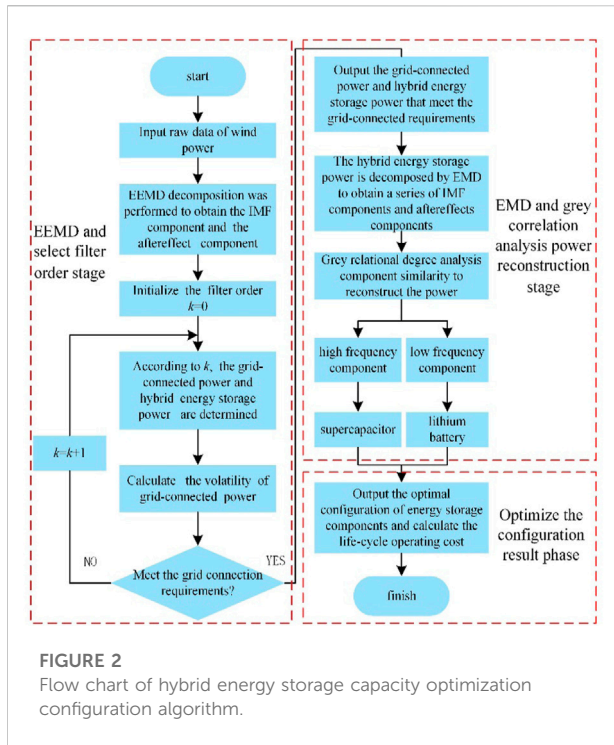 start
Input raw data of wind
power
EEMD decomposition was
performed to obtain the IMF
component and the
aftereffect component
EEMD and
select filter
order stage
Initialize the filter order
k=0
According to k, the grid-
connected power and
hybrid energy storage
power are determined
k=k+1
Calculate the volatility of
grid-connected power
NO
YES
Meet the grid connection
requirements?
Output the grid-connected
power and hybrid energy
storage power that meet the
grid-connected requirements
The hybrid energy storage
power is decomposed by EMD
to obtain a series of IMF
components and aftereffects
components
EMD and grey
correlation
analysis power
reconstruction
stage
Grey relational degree analysis
component similarity to
reconstruct the power
high frequency
component
low frequency
component
supercapacitor
lithium
battery
Output the optimal
configuration of energy storage
components and calculate the
life-cycle operating cost
Optimize the
configuration
result phase
finish
FIGURE 2
Flow chart of hybrid energy storage capacity optimization
configuration algorithm.